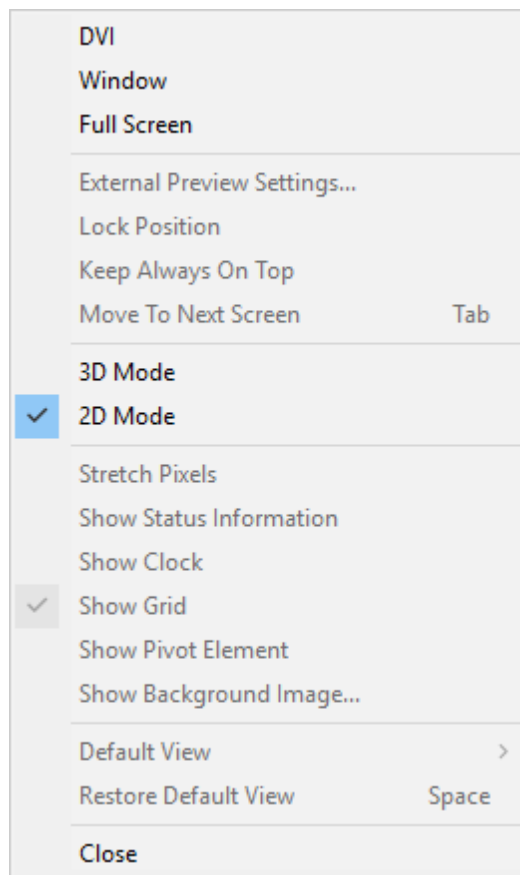 DVI
Window
Full Screen
External Preview Settings...
Lock Position
Keep Always On Top
Move To Next Screen Tab
3D Mode
2D Mode
Stretch Pixels
Show Status Information
Show Clock
Show Grid
Show Pivot Element
Show Background Image...
Default View
Restore Default View Space
Close